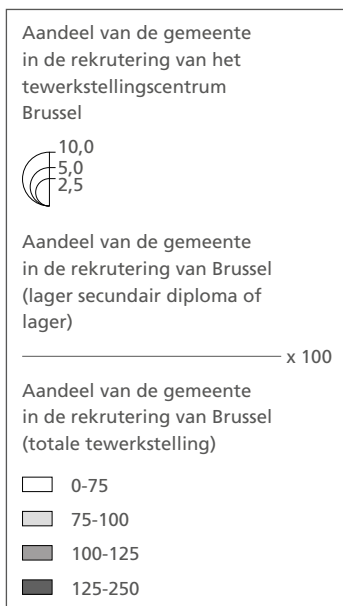 Aandeel van de gemeente
in de rekrutering van het
tewerkstellingscentrum
Brussel
10,0
5,0
2,5
Aandeel van de gemeente
in de rekrutering van Brussel
(lager secundair diploma of
lager)
x 100
Aandeel van de gemeente
in de rekrutering van Brussel
(totale tewerkstelling)
0-75
75-100
100-125
125-250